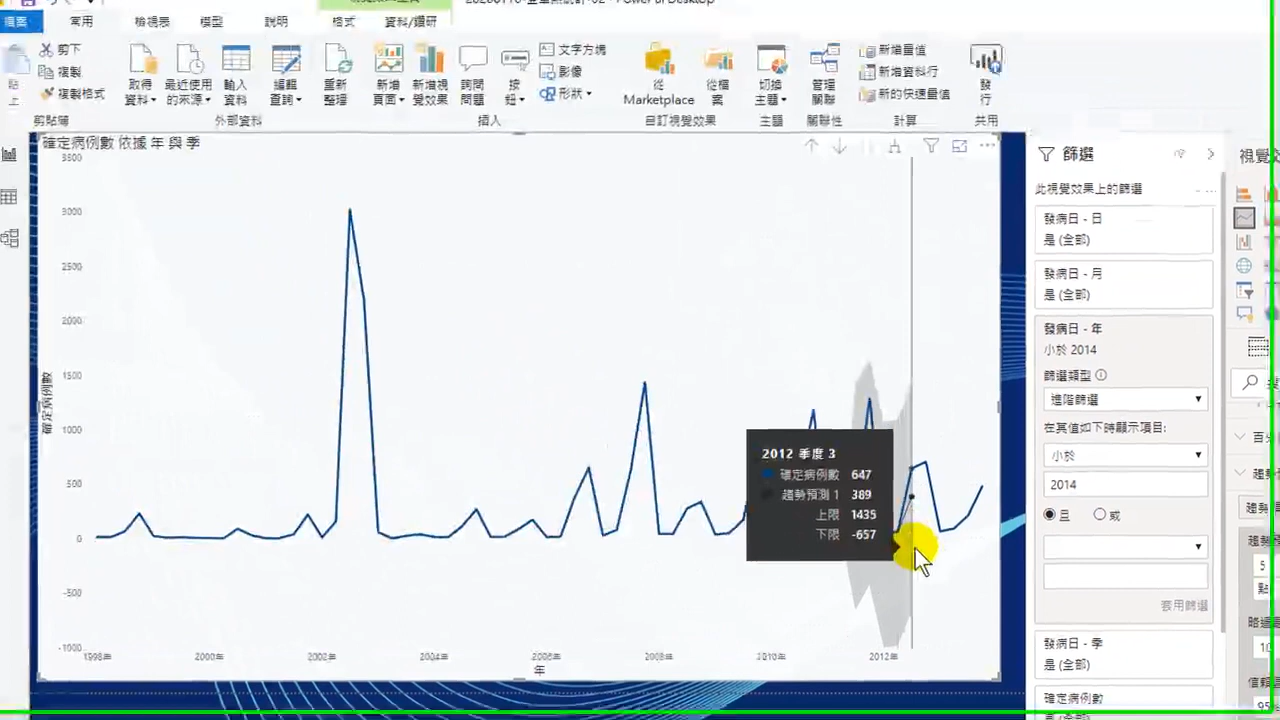 檔案
常用
檢視表
模型
說明
格式
資料/鑽研
剪下
複製
複製格式
貼上
剪貼簿
取得資料
最近使用的來源
輸入資料
編輯查詢
重新整理
外部資料
新增頁面
新增視覺效果
詢問問題
按鈕
文字方塊
影像
形狀
插入
從 Marketplace
從檔案
自訂視覺效果
切換主題
主題
管理關聯
關聯性
新增量值
新增資料行
新的快速量值
計算
發行
共用
確定病例數 依據 年 與 季
3500
3000
2500
2000
1500
1000
500
0
-500
-1000
確定病例數
1998年
2000年
2002年
2004年
2006年
2008年
2010年
2012年
年
2012 季度 3
確定病例數 647
趨勢預測 1 389
上限 1435
下限 -657
篩選
此視覺效果上的篩選
發病日 - 日
是 (全部)
發病日 - 月
是 (全部)
發病日 - 年
小於 2014
篩選類型
進階篩選
在其值如下時顯示項目:
小於
2014
且
或
套用篩選
發病日 - 季
是 (全部)
確定病例數